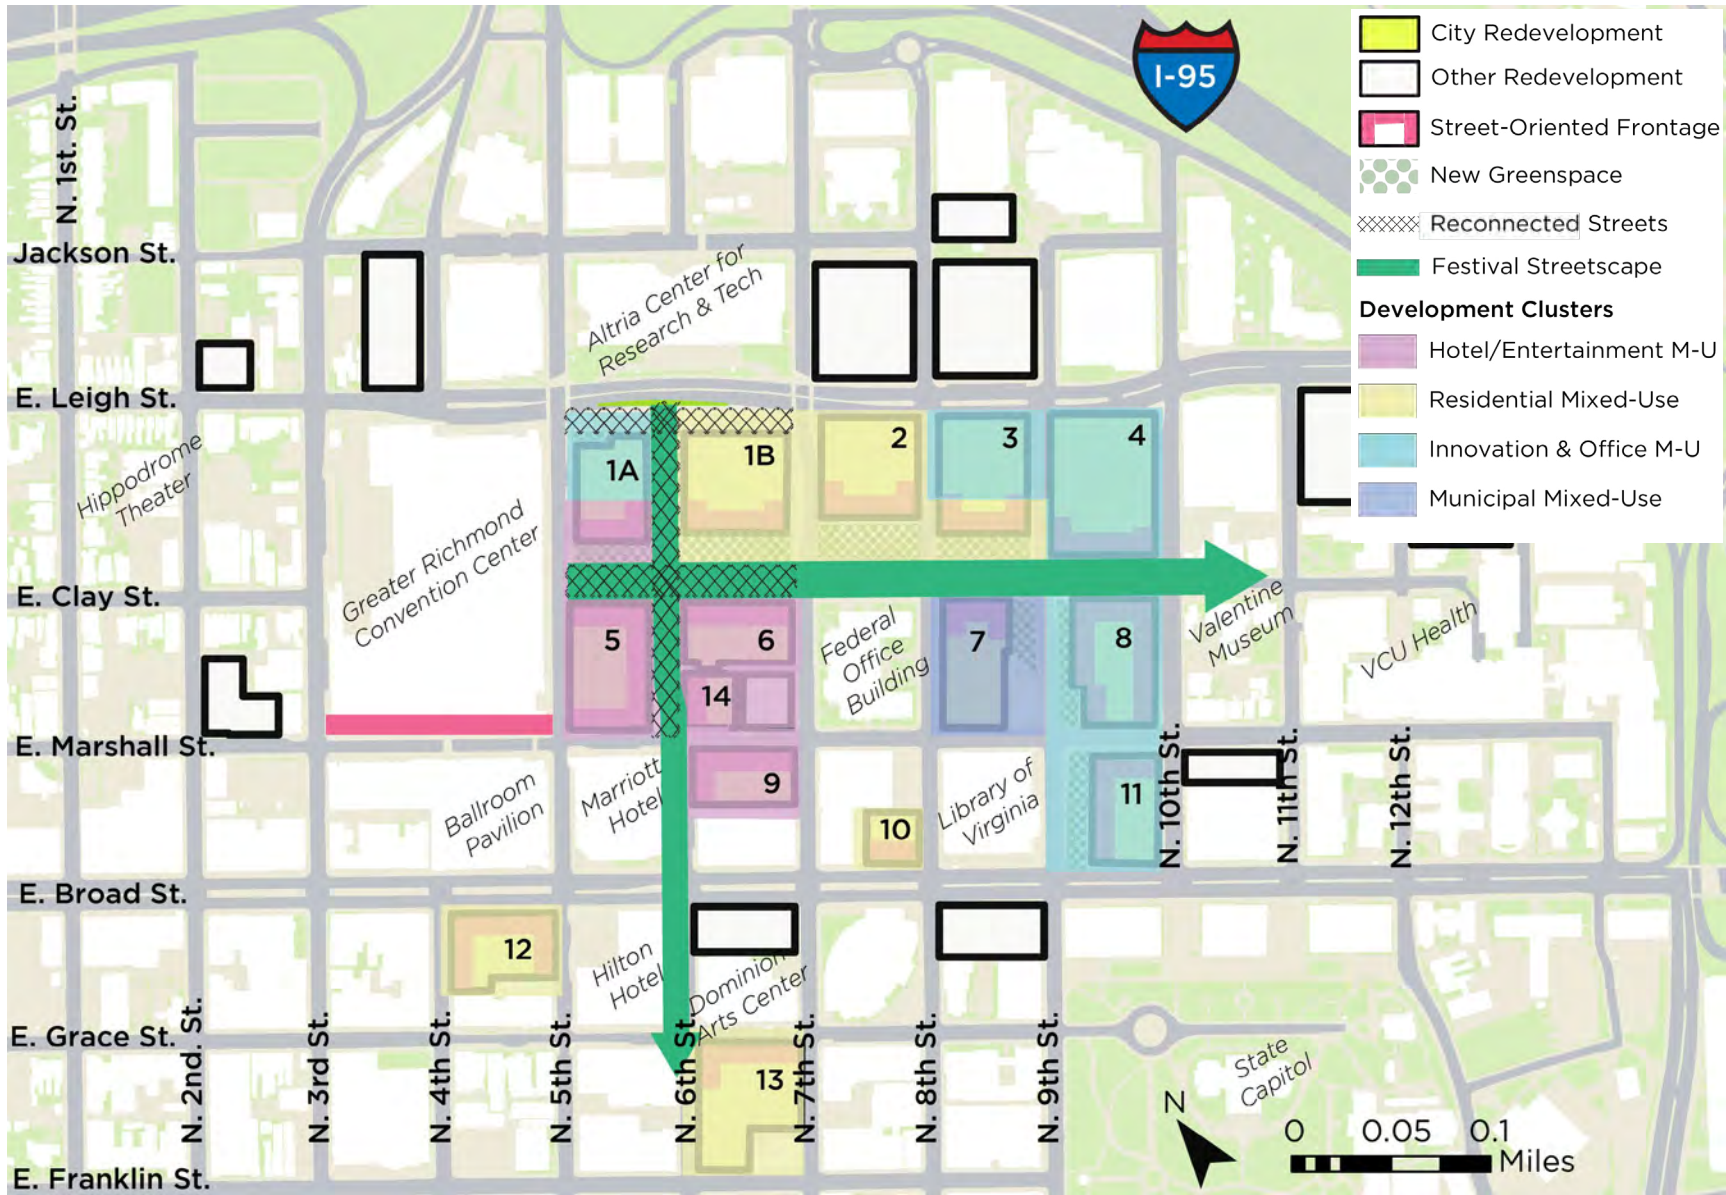 I-95
City Redevelopment
Other Redevelopment
Street-Oriented Frontage
New Greenspace
Reconnected Streets
Festival Streetscape
Development Clusters
Hotel/Entertainment M-U
Residential Mixed-Use
Innovation & Office M-U
Municipal Mixed-Use
N. 1st. St.
Jackson St.
E. Leigh St.
E. Clay St.
E. Marshall St.
E. Broad St.
E. Grace St.
E. Franklin St.
Altria Center for
Research & Tech
Hippodrome
Theater
Greater Richmond
Convention Center
1A
1B
2
3
4
5
6
7
8
14
9
10
11
12
13
Federal
Office
Building
Valentine
Museum
VCU Health
Ballroom
Pavilion
Marriott
Hotel
Library of
Virginia
Hilton
Hotel
Dominion
Arts Center
State
Capitol
N. 2nd. St.
N. 3rd St.
N. 4th St.
N. 5th St.
N. 6th St.
N. 7th St.
N. 8th St.
N. 9th St.
N. 10th St.
N. 11th St.
N. 12th St.
N
0 0.05 0.1
Miles